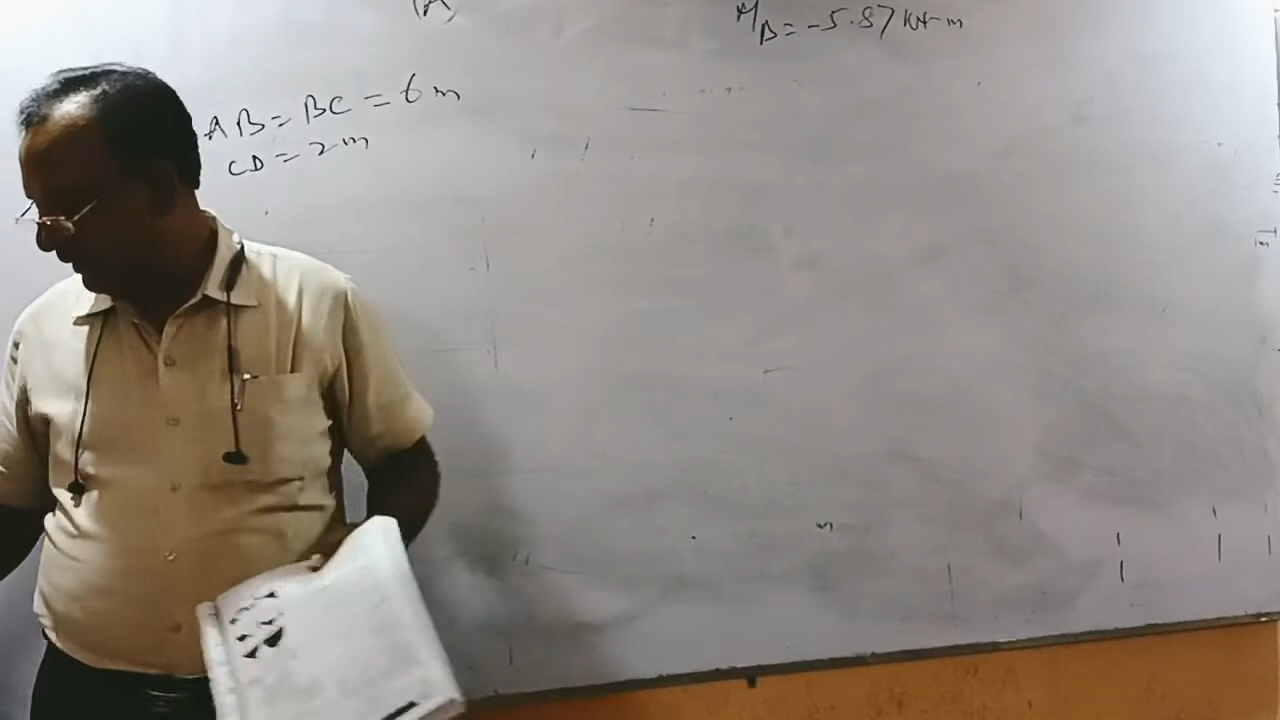 (A)
M_B = -5.87 KN-m
AB = BC = 6 m
CD = 2 m